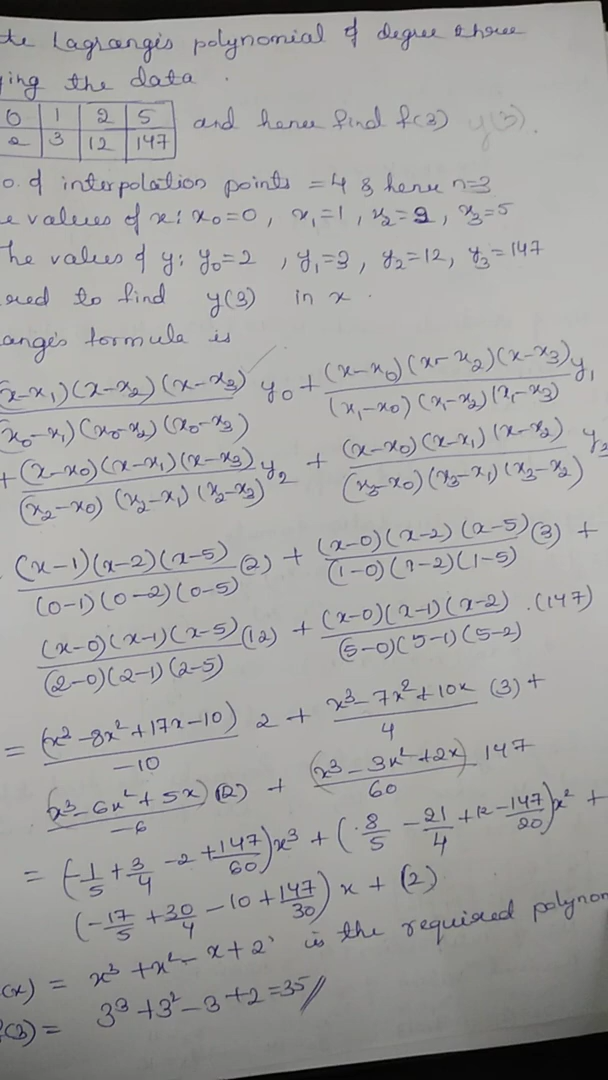 te Lagrangis polynomial of degree three
ying the data.
0 1 2 5
2 3 12 147
and hence find f(3) y(3).
o. of interpolation points = 4 & henu n=3
e values of x: x₀=0, x₁=1, x₂=2, x₃=5
he values of y: y₀=2, y₁=3, y₂=12, y₃=147
ired to find y(3) in x.
angis formula is
(x-x₁)(x-x₂)(x-x₃)/(x₀-x₁)(x₀-x₂)(x₀-x₃) y₀ + (x-x₀)(x-x₂)(x-x₃)/(x₁-x₀)(x₁-x₂)(x₁-x₃) y₁
+ (x-x₀)(x-x₁)(x-x₃)/(x₂-x₀)(x₂-x₁)(x₂-x₃) y₂ + (x-x₀)(x-x₁)(x-x₂)/(x₃-x₀)(x₃-x₁)(x₃-x₂) y₃
(x-1)(x-2)(x-5)/(0-1)(0-2)(0-5) (2) + (x-0)(x-2)(x-5)/(1-0)(1-2)(1-5) (3) +
(x-0)(x-1)(x-5)/(2-0)(2-1)(2-5) (12) + (x-0)(x-1)(x-2)/(5-0)(5-1)(5-2) .(147)
= (x³-8x²+17x-10)/-10 2 + x³-7x²+10x/4 (3) +
(x³-6x²+5x)/-6 (12) + (x³-3x²+2x)/60 147
= (-1/5 + 3/4 - 2 + 147/60)x³ + (8/5 - 21/4 + 12 - 147/20)x² +
(-17/5 + 30/4 - 10 + 147/30) x + (2)
(x) = x³+x²-x+2 is the required polynom
(3) = 3³+3²-3+2=35//